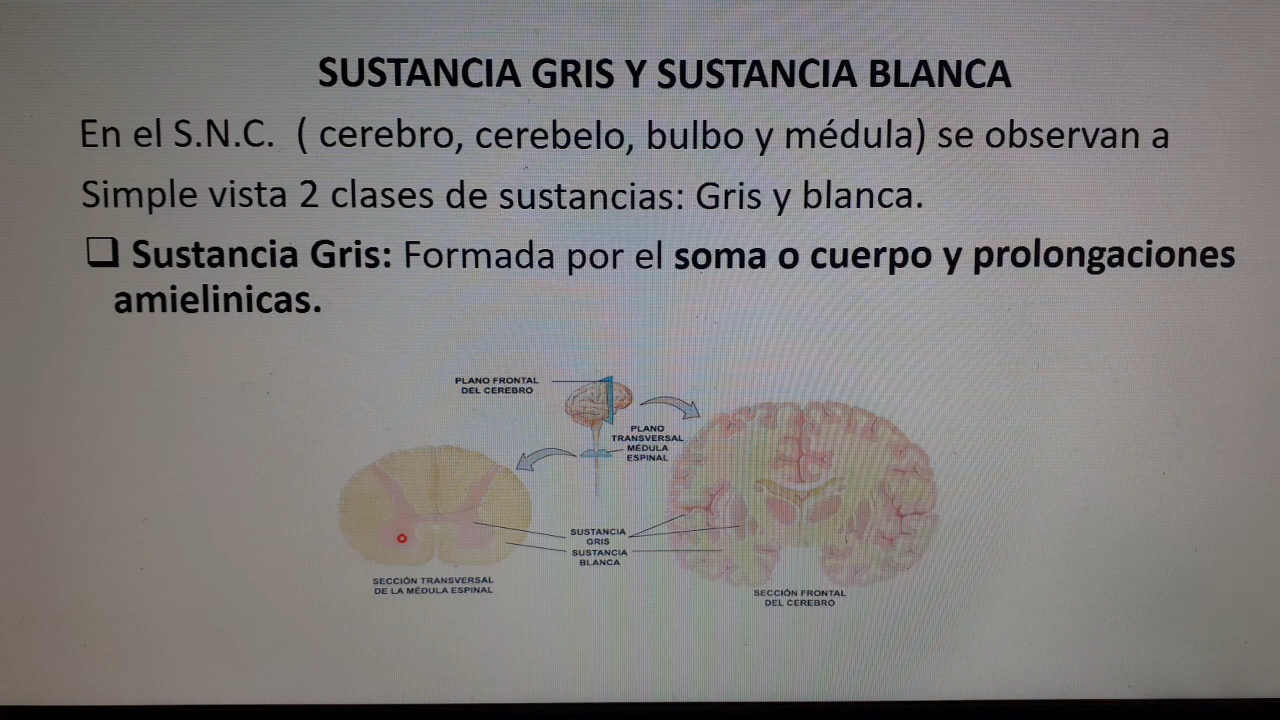 SUSTANCIA GRIS Y SUSTANCIA BLANCA
En el S.N.C. ( cerebro, cerebelo, bulbo y médula) se observan a
Simple vista 2 clases de sustancias: Gris y blanca.
❑ Sustancia Gris: Formada por el soma o cuerpo y prolongaciones
amielinicas.
PLANO FRONTAL
DEL CEREBRO
PLANO
TRANSVERSAL
MÉDULA
ESPINAL
SUSTANCIA
GRIS
SUSTANCIA
BLANCA
SECCIÓN TRANSVERSAL
DE LA MÉDULA ESPINAL
SECCIÓN FRONTAL
DEL CEREBRO